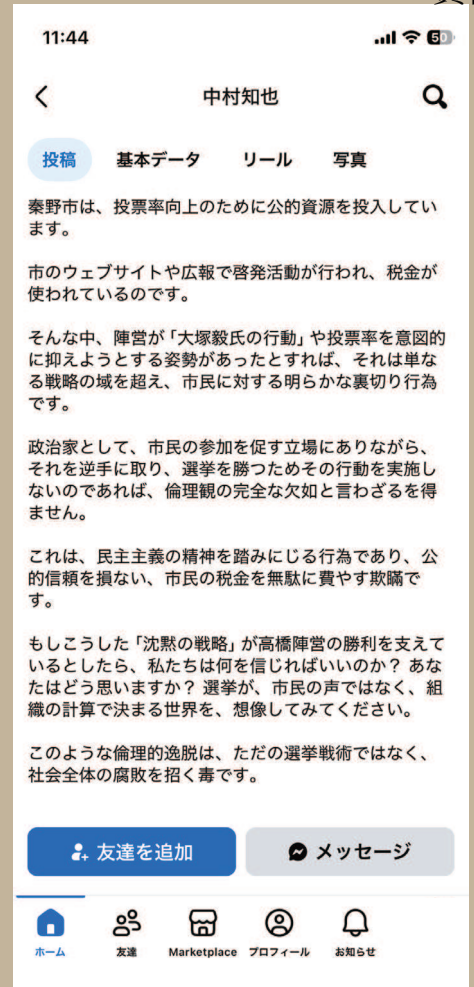 11:44
50
中村知也
投稿 基本データ リール 写真
秦野市は、投票率向上のために公的資源を投入してい
ます。
市のウェブサイトや広報で啓発活動が行われ、税金が
使われているのです。
そんな中、陣営が「大塚毅氏の行動」や投票率を意図的
に抑えようとする姿勢があったとすれば、それは単な
る戦略の域を超え、市民に対する明らかな裏切り行為
です。
政治家として、市民の参加を促す立場にありながら、
それを逆手に取り、選挙を勝つためその行動を実施し
ないのであれば、倫理観の完全な欠如と言わざるを得
ません。
これは、民主主義の精神を踏みにじる行為であり、公
的信頼を損ない、市民の税金を無駄に費やす欺瞞で
す。
もしこうした「沈黙の戦略」が高橋陣営の勝利を支えて
いるとしたら、私たちは何を信じればいいのか？ あな
たはどう思いますか？ 選挙が、市民の声ではなく、組
織の計算で決まる世界を、想像してみてください。
このような倫理的逸脱は、ただの選挙戦術ではなく、
社会全体の腐敗を招く毒です。
友達を追加 メッセージ
ホーム 友達 Marketplace プロフィール お知らせ